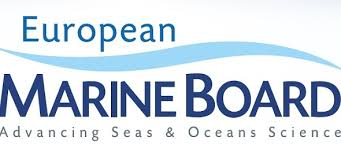 European
MARINE BOARD
Advancing Seas & Oceans Science